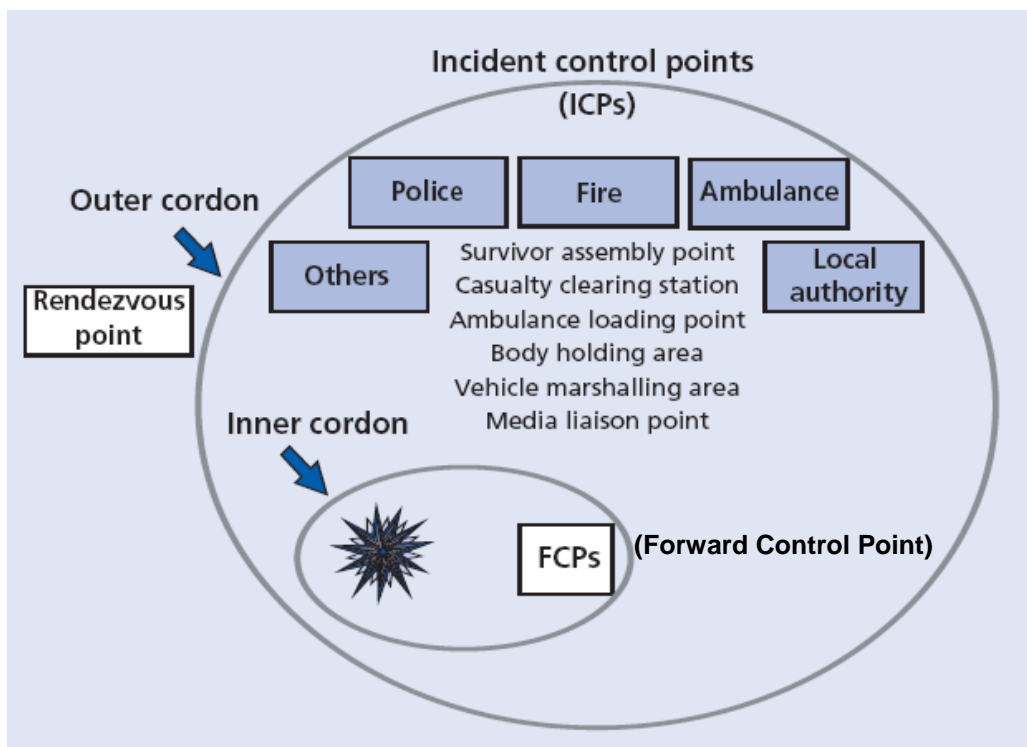 Incident control points
(ICPs)
Police
Fire
Ambulance
Outer cordon
Others
Survivor assembly point
Casualty clearing station
Ambulance loading point
Body holding area
Vehicle marshalling area
Media liaison point
Local
authority
Rendezvous
point
Inner cordon
FCPs
(Forward Control Point)